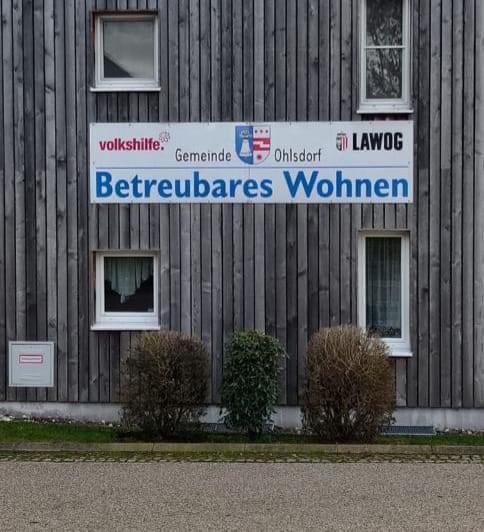 volkshilfe.
Gemeinde Ohlsdorf
LAWOG
Betreubares Wohnen